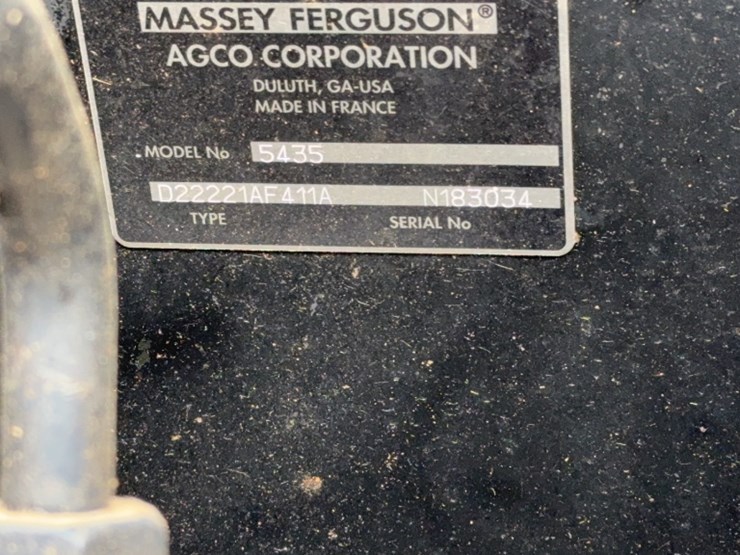 MASSEY FERGUSON®
AGCO CORPORATION
DULUTH, GA-USA
MADE IN FRANCE
MODEL No 5435
D22221AF411A N183034
TYPE SERIAL No